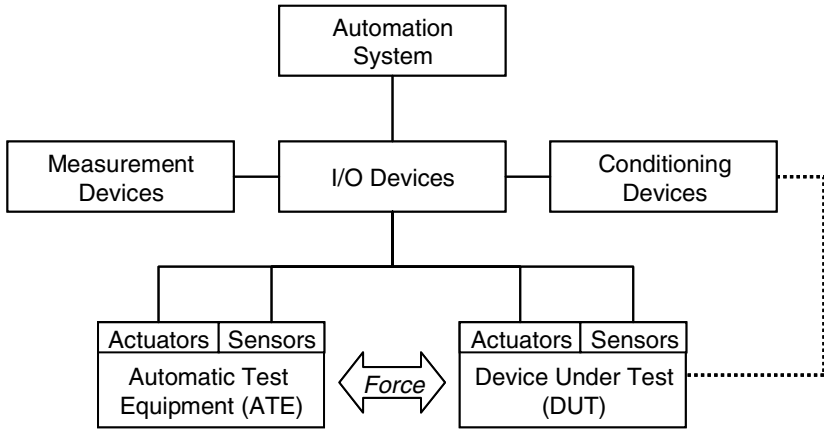 Automation
System
Measurement
Devices
I/O Devices
Conditioning
Devices
Actuators
Sensors
Actuators
Sensors
Automatic Test
Equipment (ATE)
Force
Device Under Test
(DUT)